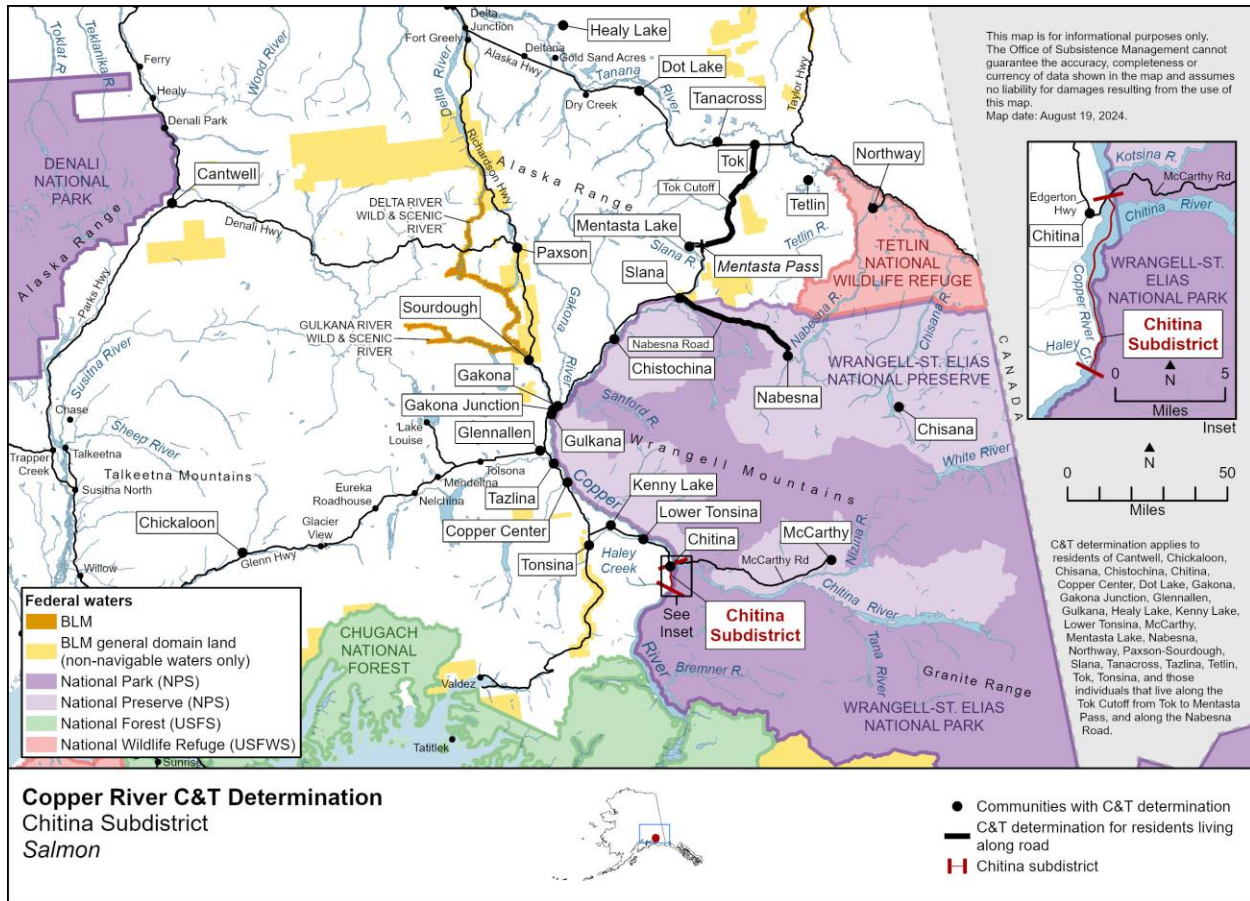 Toklat R
Teklanika R.
Wood River
Ferry
Healy
Denali Park
DENALI
NATIONAL
PARK
Alaska Range
Cantwell
Denali Hwy
Parks Hwy
Delta
Junction
Fort Greely
Delta River
Alaska Hwy
Deltana
Gold Sand Acres
Healy Lake
Tanana
River
Dot Lake
Dry Creek
Tanacross
Taylor Hwy
Tok
Tok Cutoff
Northway
Tetlin
Tetlin R.
TETLIN
NATIONAL
WILDLIFE REFUGE
Richardson Hwy
Alaska Range
DELTA RIVER
WILD & SCENIC
RIVER
Paxson
Mentasta Lake
Slana R.
Mentasta Pass
Slana
Sourdough
GULKANA RIVER
WILD & SCENIC
RIVER
Gakona
River
Nabesna Road
Nabesna R.
Chisana R.
CANADA
Chistochina
Nabesna
WRANGELL-ST. ELIAS
NATIONAL PRESERVE
Chisana
White River
Susitna River
Chase
Sheep River
Talkeetna
Trapper
Creek
Susitna North
Talkeetna Mountains
Willow
Gakona
Gakona Junction
Glennallen
Gulkana
Sanford R.
Wrangell Mountains
Lake
Louise
Tolsona
Mendeltna
Nelchina
Eureka
Roadhouse
Glacier
View
Chickaloon
Glenn Hwy
Tazlina
Copper Center
Copper
Kenny Lake
Lower Tonsina
Tonsina
Haley
Creek
Chitina
McCarthy
McCarthy Rd
Nizina R.
Chitina River
See
Inset
Chitina
Subdistrict
River
Bremner R.
Tana River
Granite Range
WRANGELL-ST. ELIAS
NATIONAL PARK
CHUGACH
NATIONAL
FOREST
Valdez
Tatitlek
Sunrise
Federal waters
BLM
BLM general domain land
(non-navigable waters only)
National Park (NPS)
National Preserve (NPS)
National Forest (USFS)
National Wildlife Refuge (USFWS)
This map is for informational purposes only.
The Office of Subsistence Management cannot
guarantee the accuracy, completeness or
currency of data shown in the map and assumes
no liability for damages resulting from the use of
this map.
Map date: August 19, 2024.
Kotsina R.
McCarthy Rd
Edgerton
Hwy
Chitina River
Chitina
WRANGELL-ST.
ELIAS
NATIONAL PARK
Copper River
Chitina
Subdistrict
Haley Cr.
0 5
N
Miles
Inset
N
0 50
Miles
C&T determination applies to
residents of Cantwell, Chickaloon,
Chisana, Chistochina, Chitina,
Copper Center, Dot Lake, Gakona,
Gakona Junction, Glennallen,
Gulkana, Healy Lake, Kenny Lake,
Lower Tonsina, McCarthy,
Mentasta Lake, Nabesna,
Northway, Paxson-Sourdough,
Slana, Tanacross, Tazlina, Tetlin,
Tok, Tonsina, and those
individuals that live along the
Tok Cutoff from Tok to Mentasta
Pass, and along the Nabesna
Road.
Copper River C&T Determination
Chitina Subdistrict
Salmon
Communities with C&T determination
C&T determination for residents living
along road
Chitina subdistrict